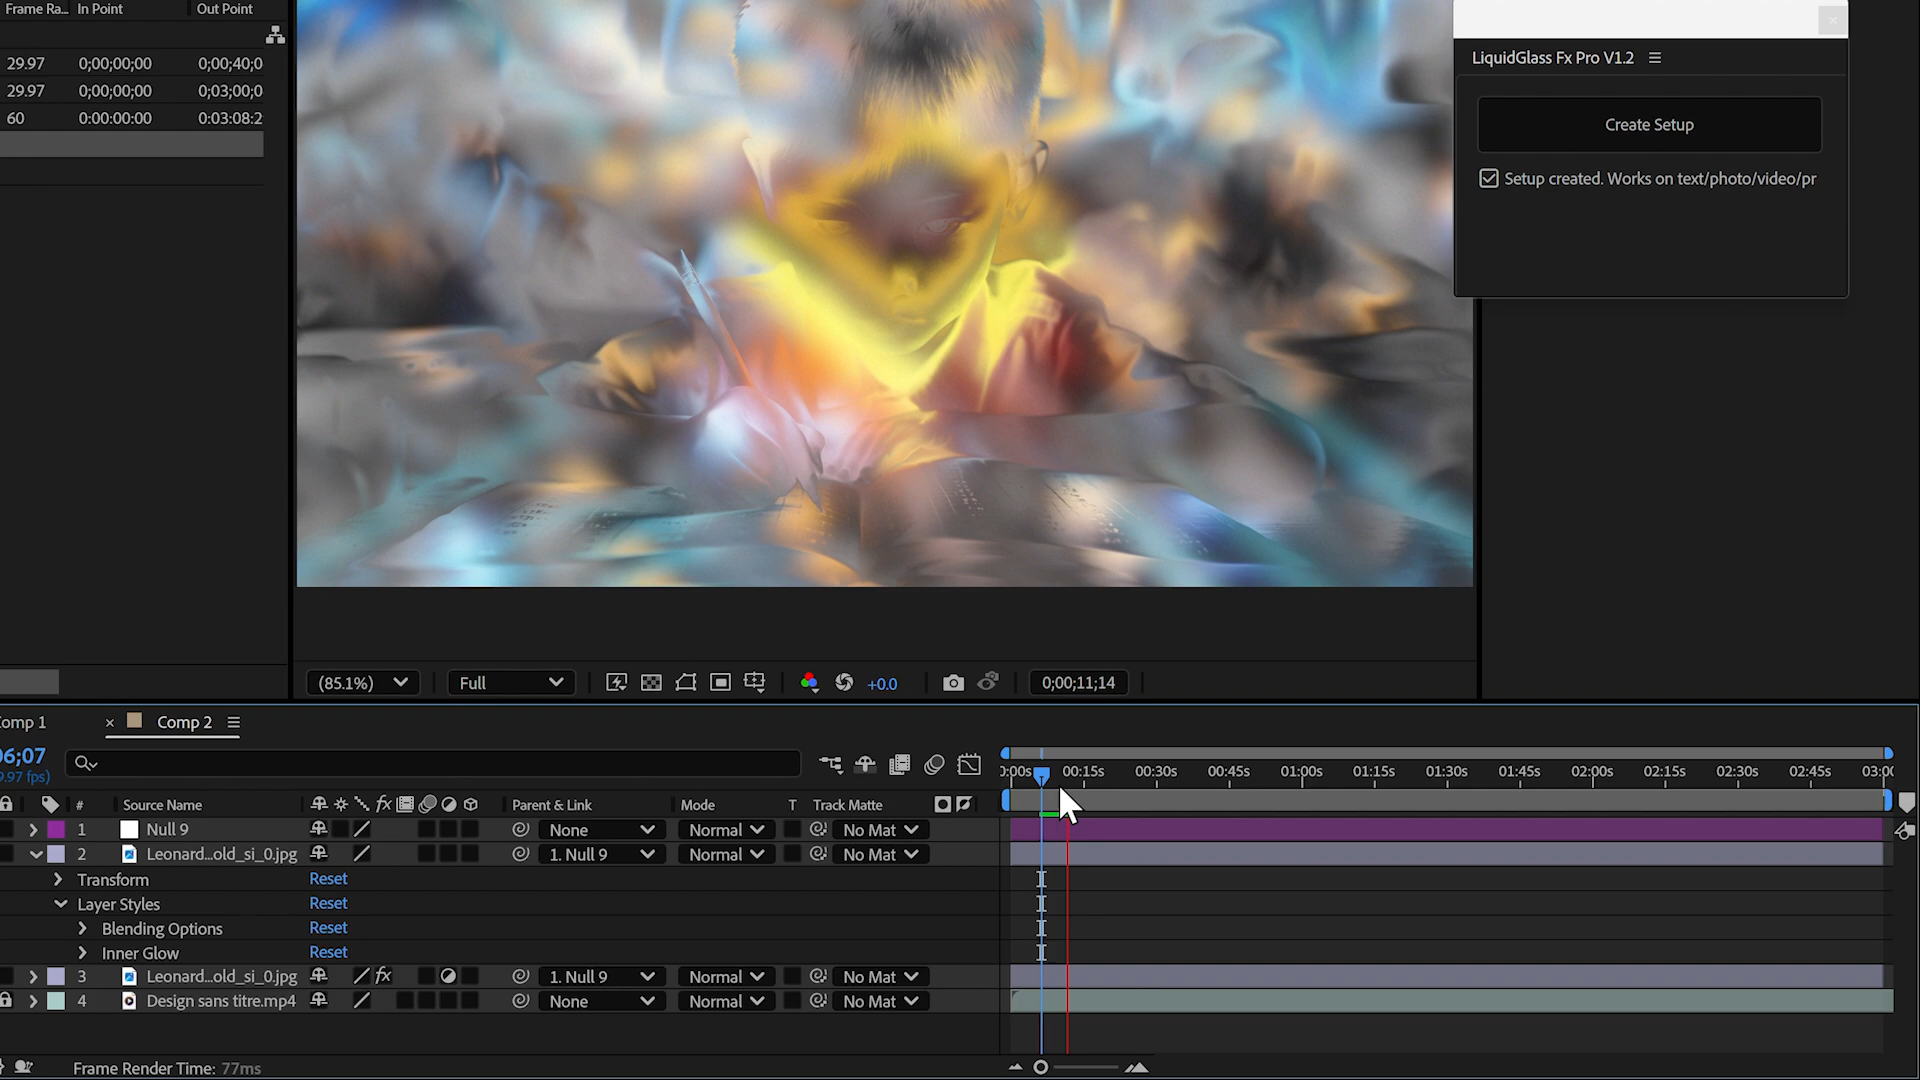 Frame Ra... In Point Out Point
29.97 0;00;00;00 0;00;40;0
29.97 0;00;00;00 0;03;00;0
60 0:00:00:00 0:03:08:2
LiquidGlass Fx Pro V1.2
Create Setup
Setup created. Works on text/photo/video/pr
(85.1%) Full +0.0 0;00;11;14
omp 1 × Comp 2
06;07
9.97 fps)
0:00s 00:15s 00:30s 00:45s 01:00s 01:15s 01:30s 01:45s 02:00s 02:15s 02:30s 02:45s 03:00
# Source Name fx Parent & Link Mode T Track Matte
1 Null 9 None Normal No Mat
2 Leonard...old_si_0.jpg 1. Null 9 Normal No Mat
Transform Reset
Layer Styles Reset
Blending Options Reset
Inner Glow Reset
3 Leonard...old_si_0.jpg fx 1. Null 9 Normal No Mat
4 Design sans titre.mp4 None Normal No Mat
Frame Render Time: 77ms